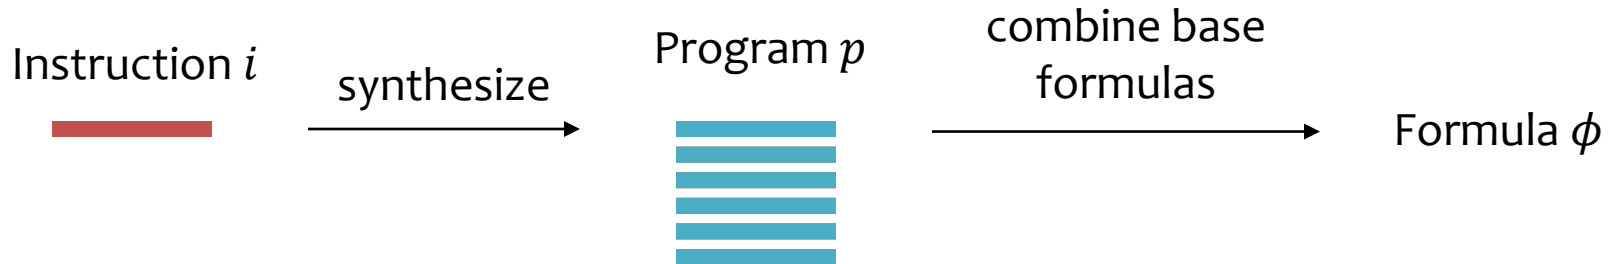 Instruction 𝑖
synthesize
Program 𝑝
combine base
formulas
Formula 𝜙